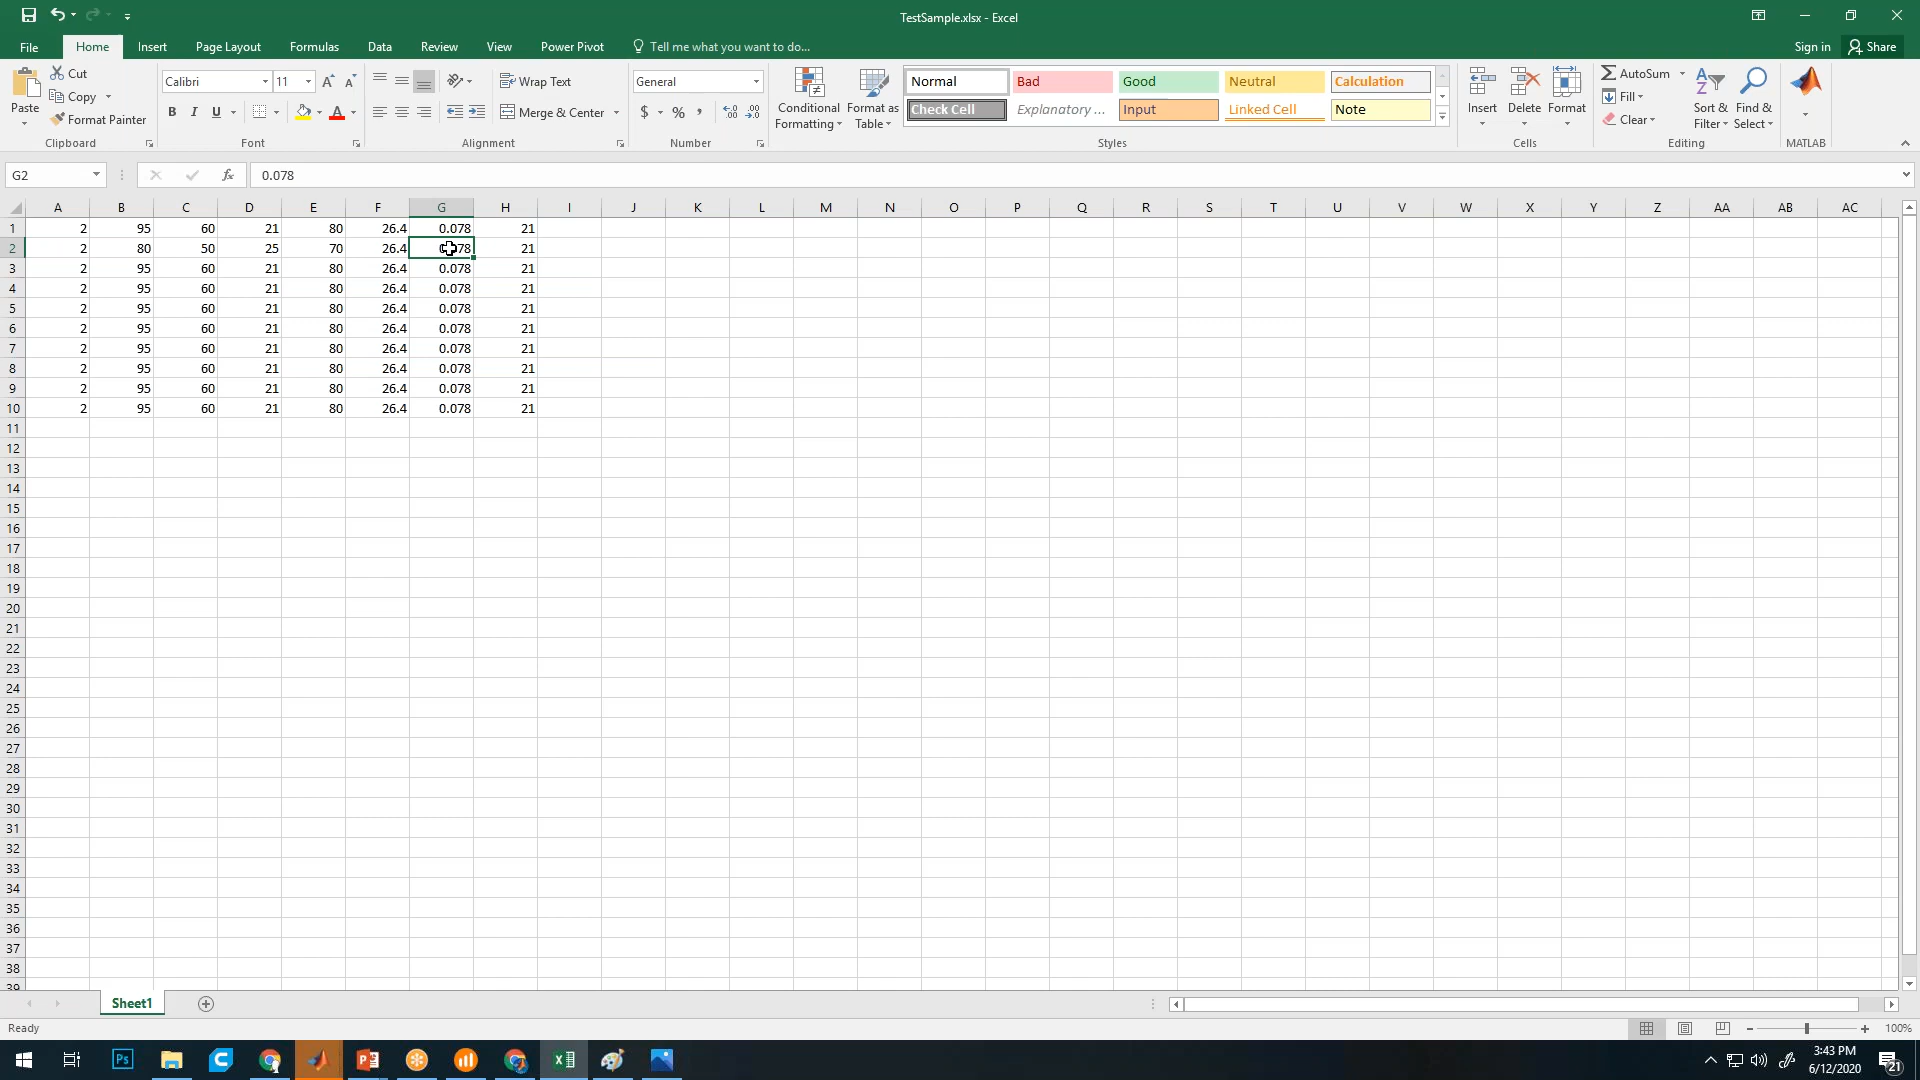 TestSample.xlsx - Excel
File Home Insert Page Layout Formulas Data Review View Power Pivot Tell me what you want to do... Sign in Share
Paste
Cut
Copy
Format Painter
Clipboard
Calibri 11
B I U
Font
Wrap Text
Merge & Center
Alignment
General
$ % ,
Number
Conditional Formatting
Format as Table
Normal Bad Good Neutral Calculation
Check Cell Explanatory ... Input Linked Cell Note
Styles
Insert Delete Format
Cells
AutoSum
Fill
Clear
Sort & Filter
Find & Select
Editing
MATLAB
G2 fx 0.078
A B C D E F G H I J K L M N O P Q R S T U V W X Y Z AA AB AC
1 2 95 60 21 80 26.4 0.078 21
2 2 80 50 25 70 26.4 0.078 21
3 2 95 60 21 80 26.4 0.078 21
4 2 95 60 21 80 26.4 0.078 21
5 2 95 60 21 80 26.4 0.078 21
6 2 95 60 21 80 26.4 0.078 21
7 2 95 60 21 80 26.4 0.078 21
8 2 95 60 21 80 26.4 0.078 21
9 2 95 60 21 80 26.4 0.078 21
10 2 95 60 21 80 26.4 0.078 21
11
12
13
14
15
16
17
18
19
20
21
22
23
24
25
26
27
28
29
30
31
32
33
34
35
36
37
38
39
Sheet1
Ready 100%
3:43 PM
6/12/2020
21